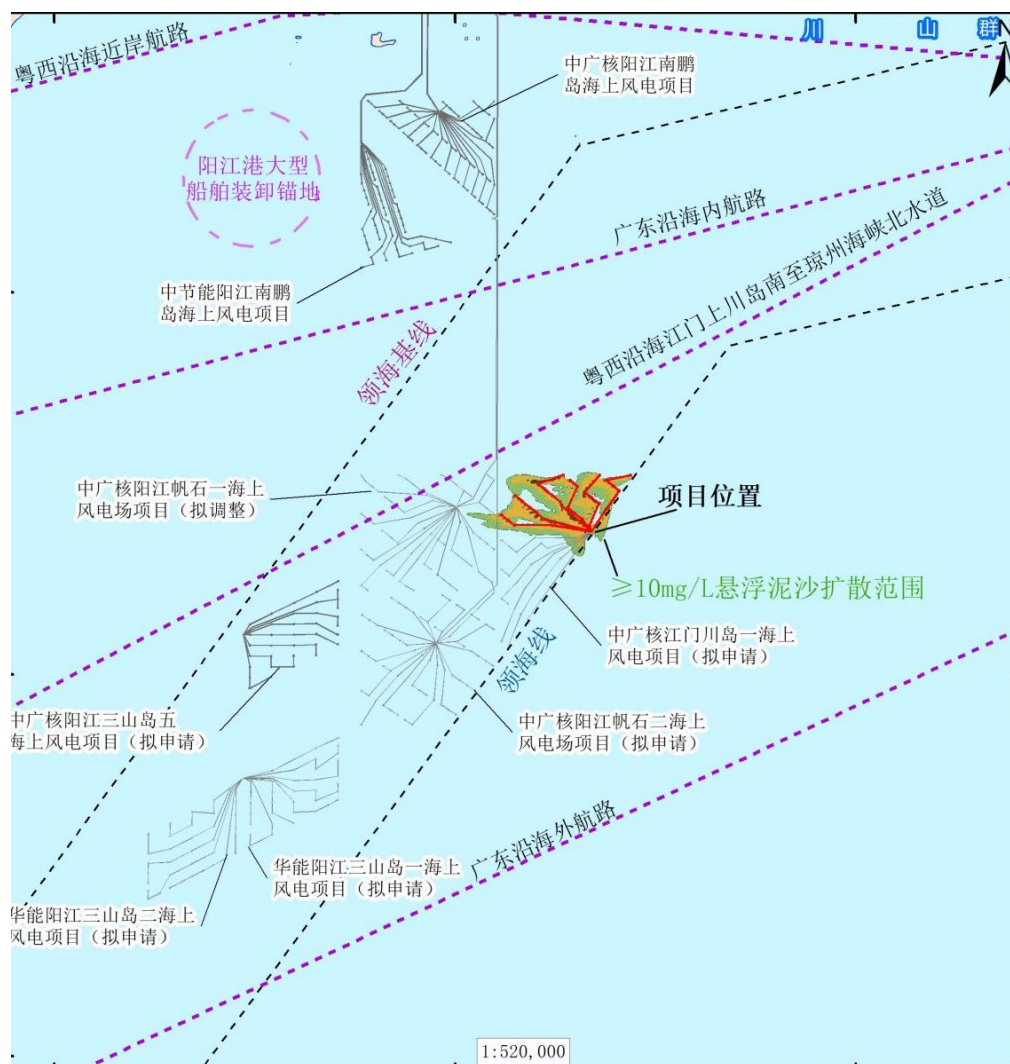 川山群
N
粤西沿海近岸航路
中广核阳江南鹏
岛海上风电项目
阳江港大型
船舶装卸锚地
广东沿海内航路
粤西沿海江门上川岛南至琼州海峡北水道
中节能阳江南鹏
岛海上风电项目
领海基线
中广核阳江帆石一海上
风电场项目（拟调整）
项目位置
≥10mg/L悬浮泥沙扩散范围
中广核江门川岛一海上
风电项目（拟申请）
领海线
中广核阳江三山岛五
海上风电项目（拟申请）
中广核阳江帆石二海上
风电场项目（拟申请）
广东沿海外航路
华能阳江三山岛一海上
风电项目（拟申请）
华能阳江三山岛二海上
风电项目（拟申请）
1:520,000